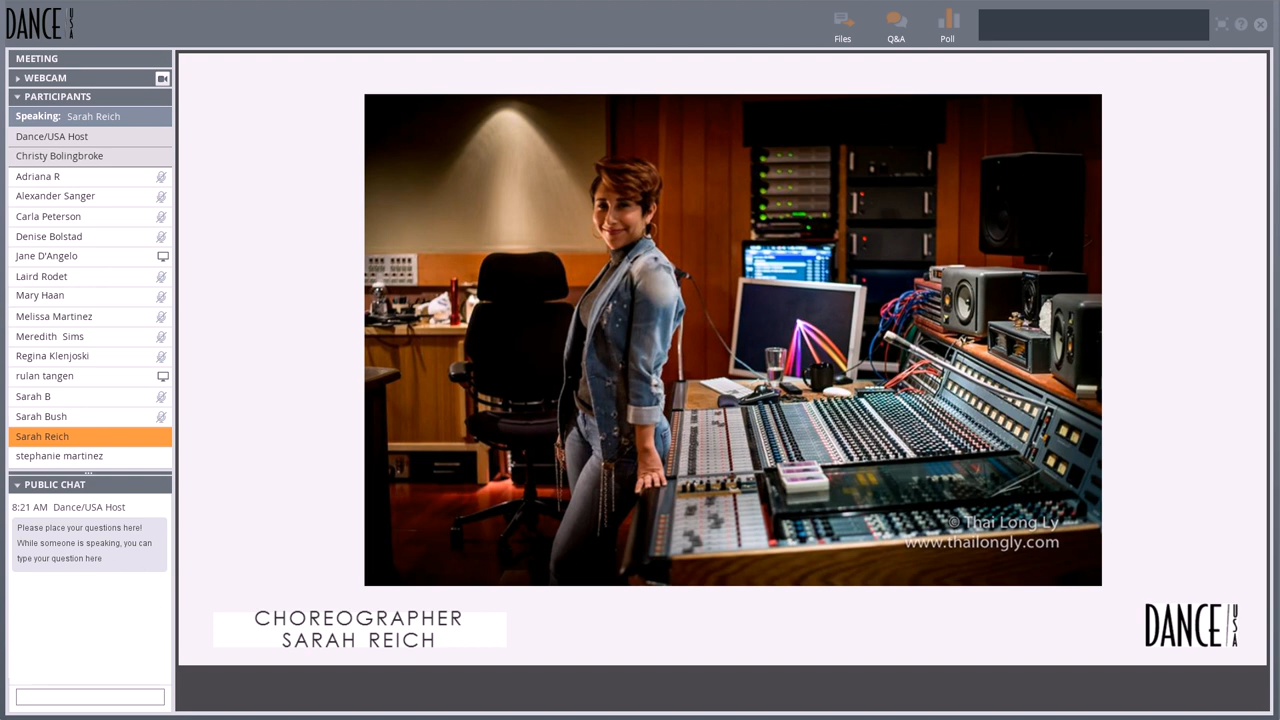 DANCE USA
Files
Q&A
Poll
MEETING
WEBCAM
PARTICIPANTS
Speaking: Sarah Reich
Dance/USA Host
Christy Bolingbroke
Adriana R
Alexander Sanger
Carla Peterson
Denise Bolstad
Jane D'Angelo
Laird Rodet
Mary Haan
Melissa Martinez
Meredith Sims
Regina Klenjoski
rulan tangen
Sarah B
Sarah Bush
Sarah Reich
stephanie martinez
PUBLIC CHAT
8:21 AM Dance/USA Host
Please place your questions here!
While someone is speaking, you can
type your question here
© Thai Long Ly
www.thailongly.com
CHOREOGRAPHER
SARAH REICH
DANCE/USA